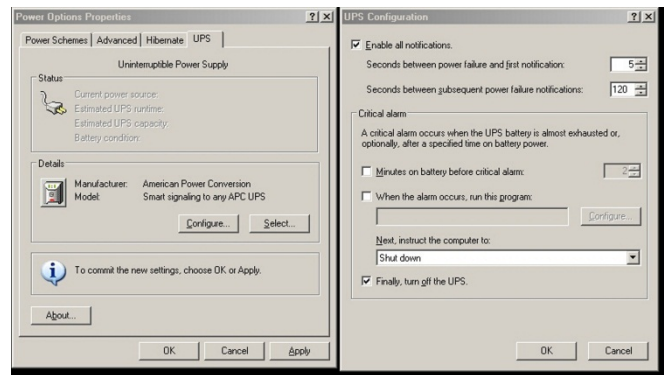 Power Options Properties
Power Schemes
Advanced
Hibernate
UPS
Uninterruptible Power Supply
Status
Current power source:
Estimated UPS runtime:
Estimated UPS capacity:
Battery condition:
Details
Manufacturer: American Power Conversion
Model: Smart signaling to any APC UPS
Configure...
Select...
To commit the new settings, choose OK or Apply.
About...
OK
Cancel
Apply
UPS Configuration
Enable all notifications.
Seconds between power failure and first notification: 5
Seconds between subsequent power failure notifications: 120
Critical alarm
A critical alarm occurs when the UPS battery is almost exhausted or,
optionally, after a specified time on battery power.
Minutes on battery before critical alarm: 2
When the alarm occurs, run this program:
Configure...
Next, instruct the computer to:
Shut down
Finally, turn off the UPS.
OK
Cancel